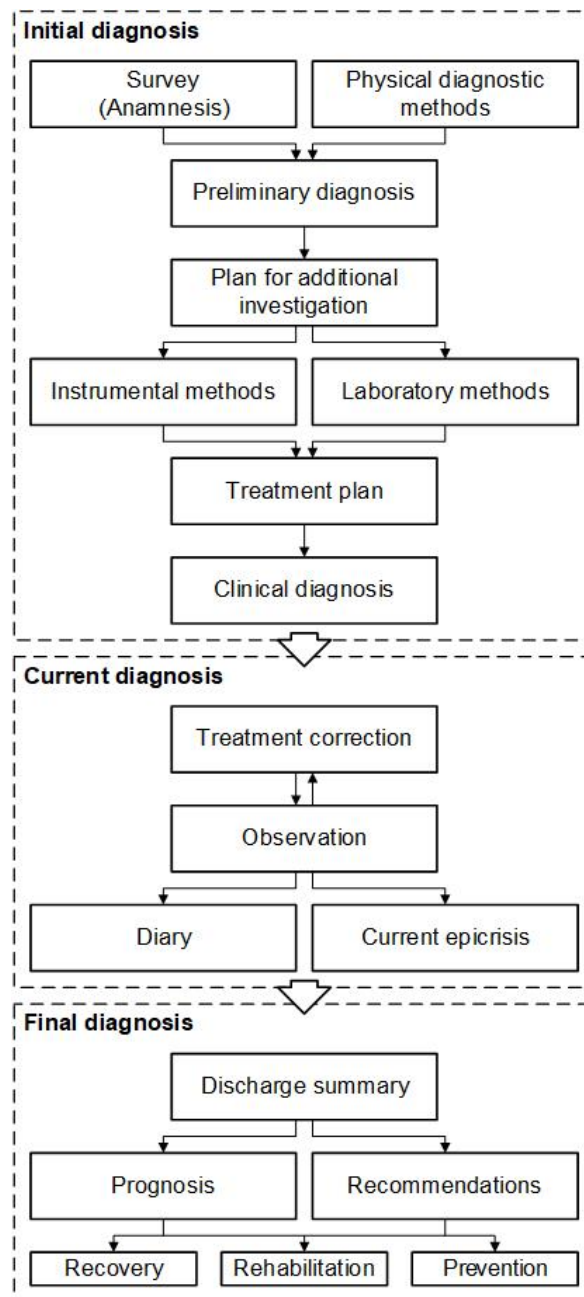 Initial diagnosis
Survey
(Anamnesis)
Physical diagnostic
methods
Preliminary diagnosis
Plan for additional
investigation
Instrumental methods
Laboratory methods
Treatment plan
Clinical diagnosis
Current diagnosis
Treatment correction
Observation
Diary
Current epicrisis
Final diagnosis
Discharge summary
Prognosis
Recommendations
Recovery
Rehabilitation
Prevention